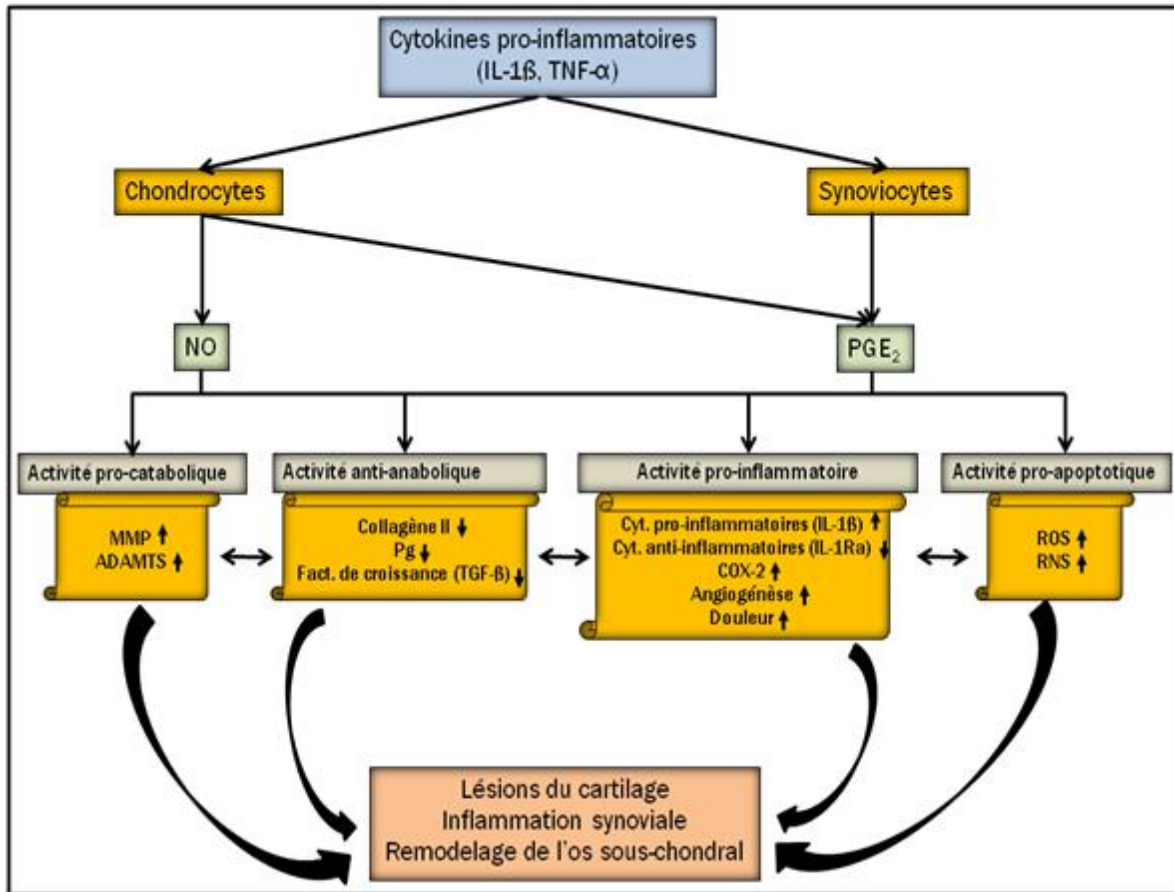 Cytokines pro-inflammatoires
(IL-1ß, TNF-α)
Chondrocytes
Synoviocytes
NO
PGE₂
Activité pro-catabolique
Activité anti-anabolique
Activité pro-inflammatoire
Activité pro-apoptotique
MMP ↑
ADAMTS ↑
Collagène II ↓
Pg ↓
Fact. de croissance (TGF-ß) ↓
Cyt. pro-inflammatoires (IL-1ß) ↑
Cyt. anti-inflammatoires (IL-1Ra) ↓
COX-2 ↑
Angiogénèse ↑
Douleur ↑
ROS ↑
RNS ↑
Lésions du cartilage
Inflammation synoviale
Remodelage de l'os sous-chondral